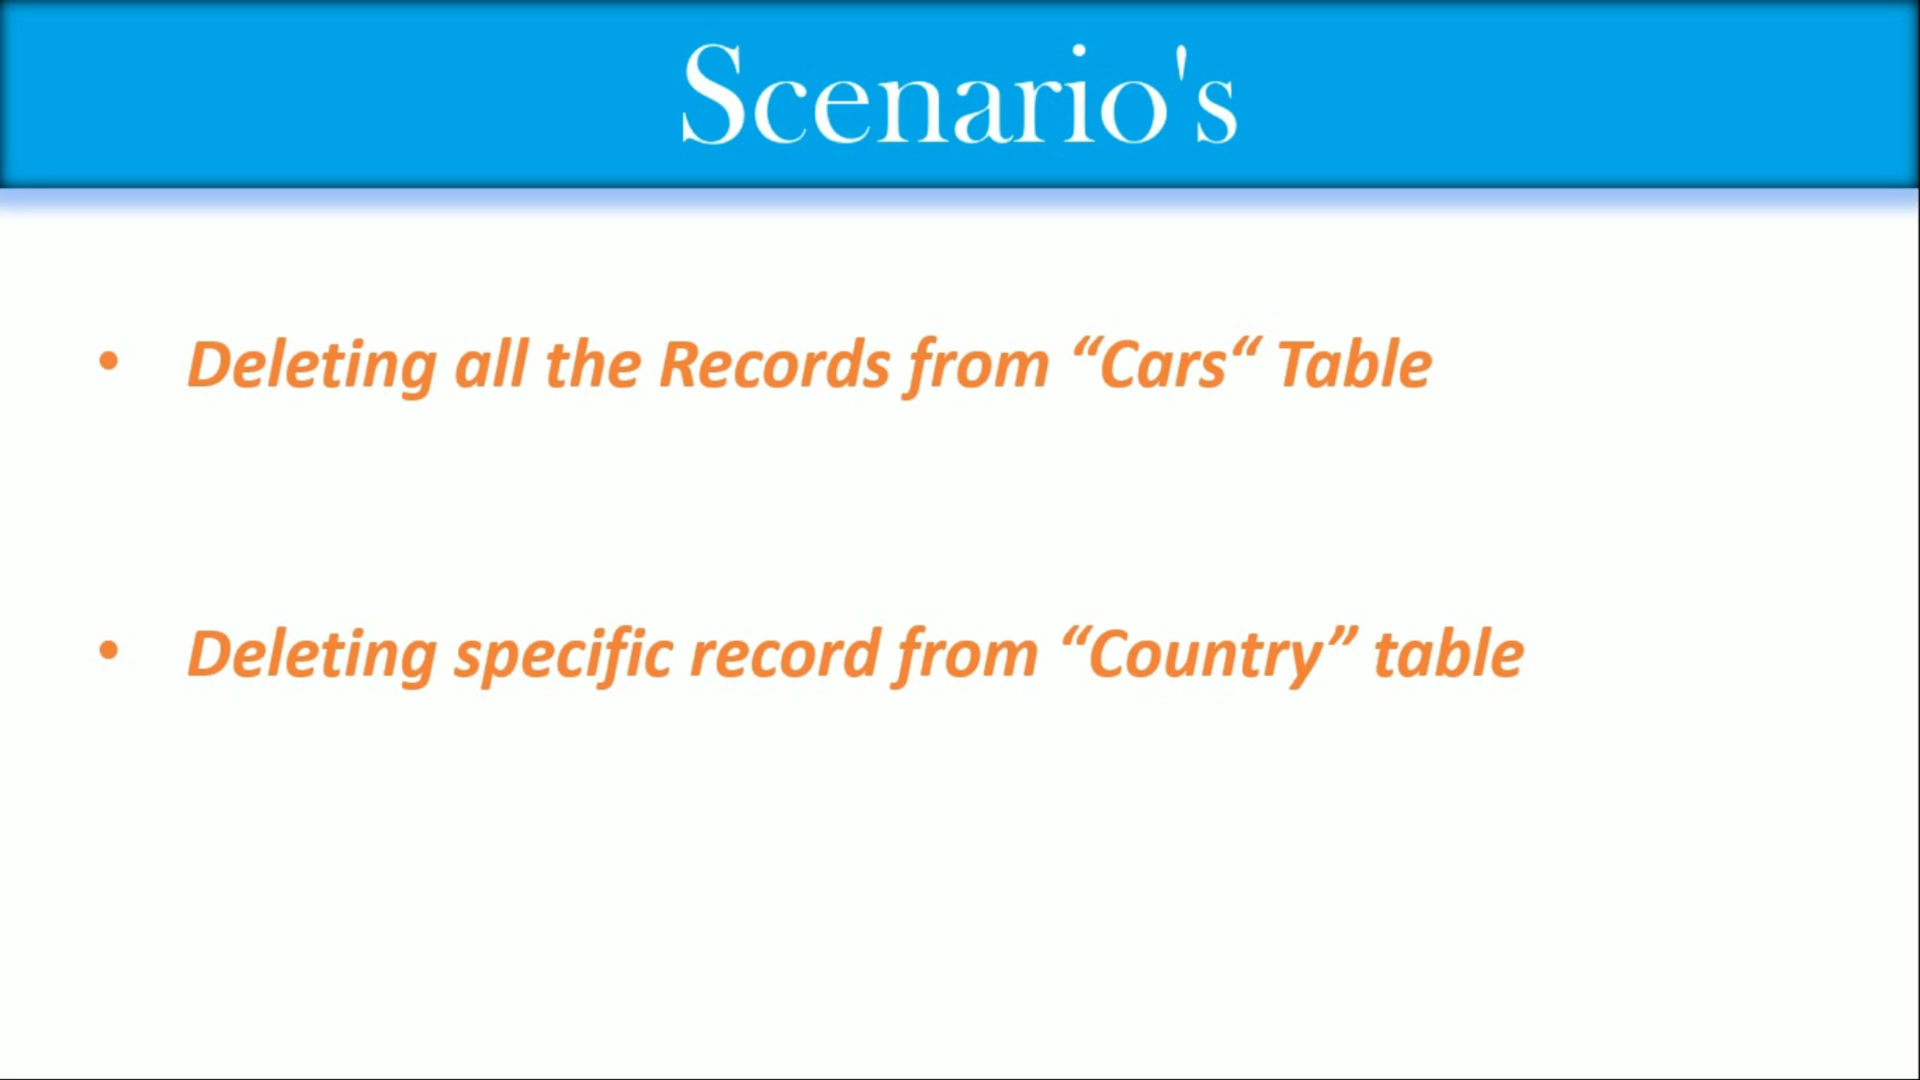 Scenario's
• Deleting all the Records from “Cars“ Table
• Deleting specific record from “Country” table